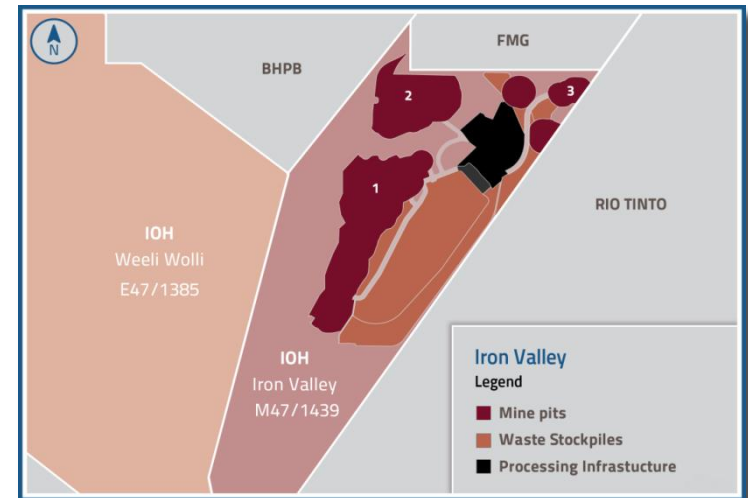 N
BHPB
FMG
2
3
1
RIO TINTO
IOH
Weeli Wolli
E47/1385
IOH
Iron Valley
M47/1439
Iron Valley
Legend
Mine pits
Waste Stockpiles
Processing Infrastucture